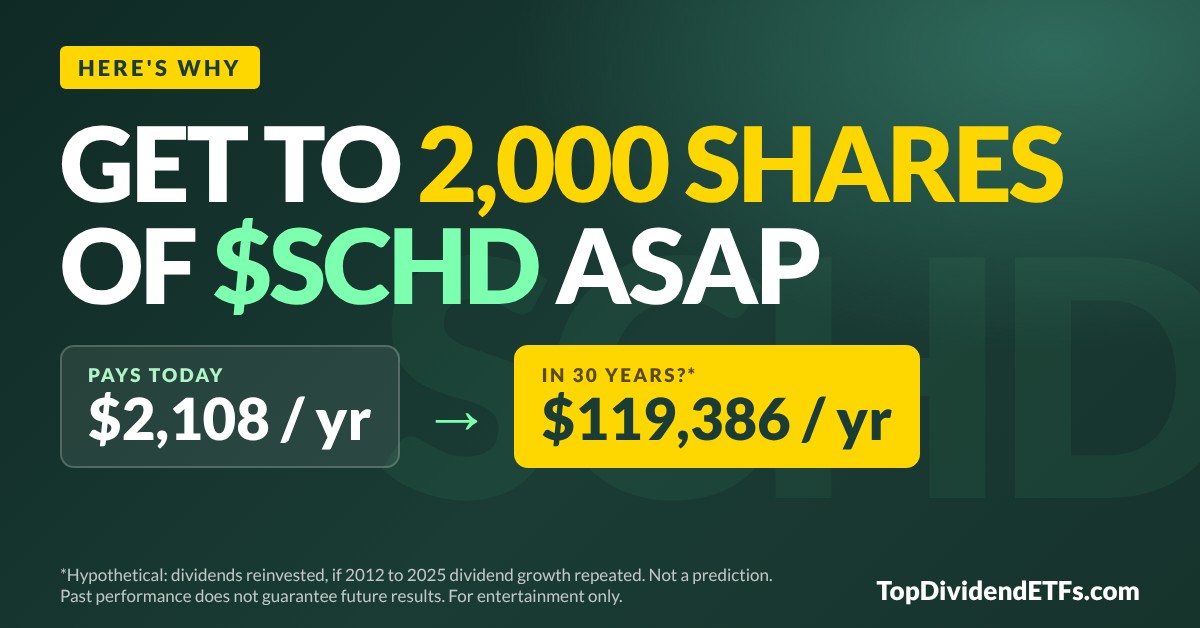 HERE'S WHY
GET TO 2,000 SHARES
OF $SCHD ASAP
SCHD
PAYS TODAY
$2,108 / yr
→
IN 30 YEARS?*
$119,386 / yr
*Hypothetical: dividends reinvested, if 2012 to 2025 dividend growth repeated. Not a prediction.
Past performance does not guarantee future results. For entertainment only.
TopDividendETFs.com